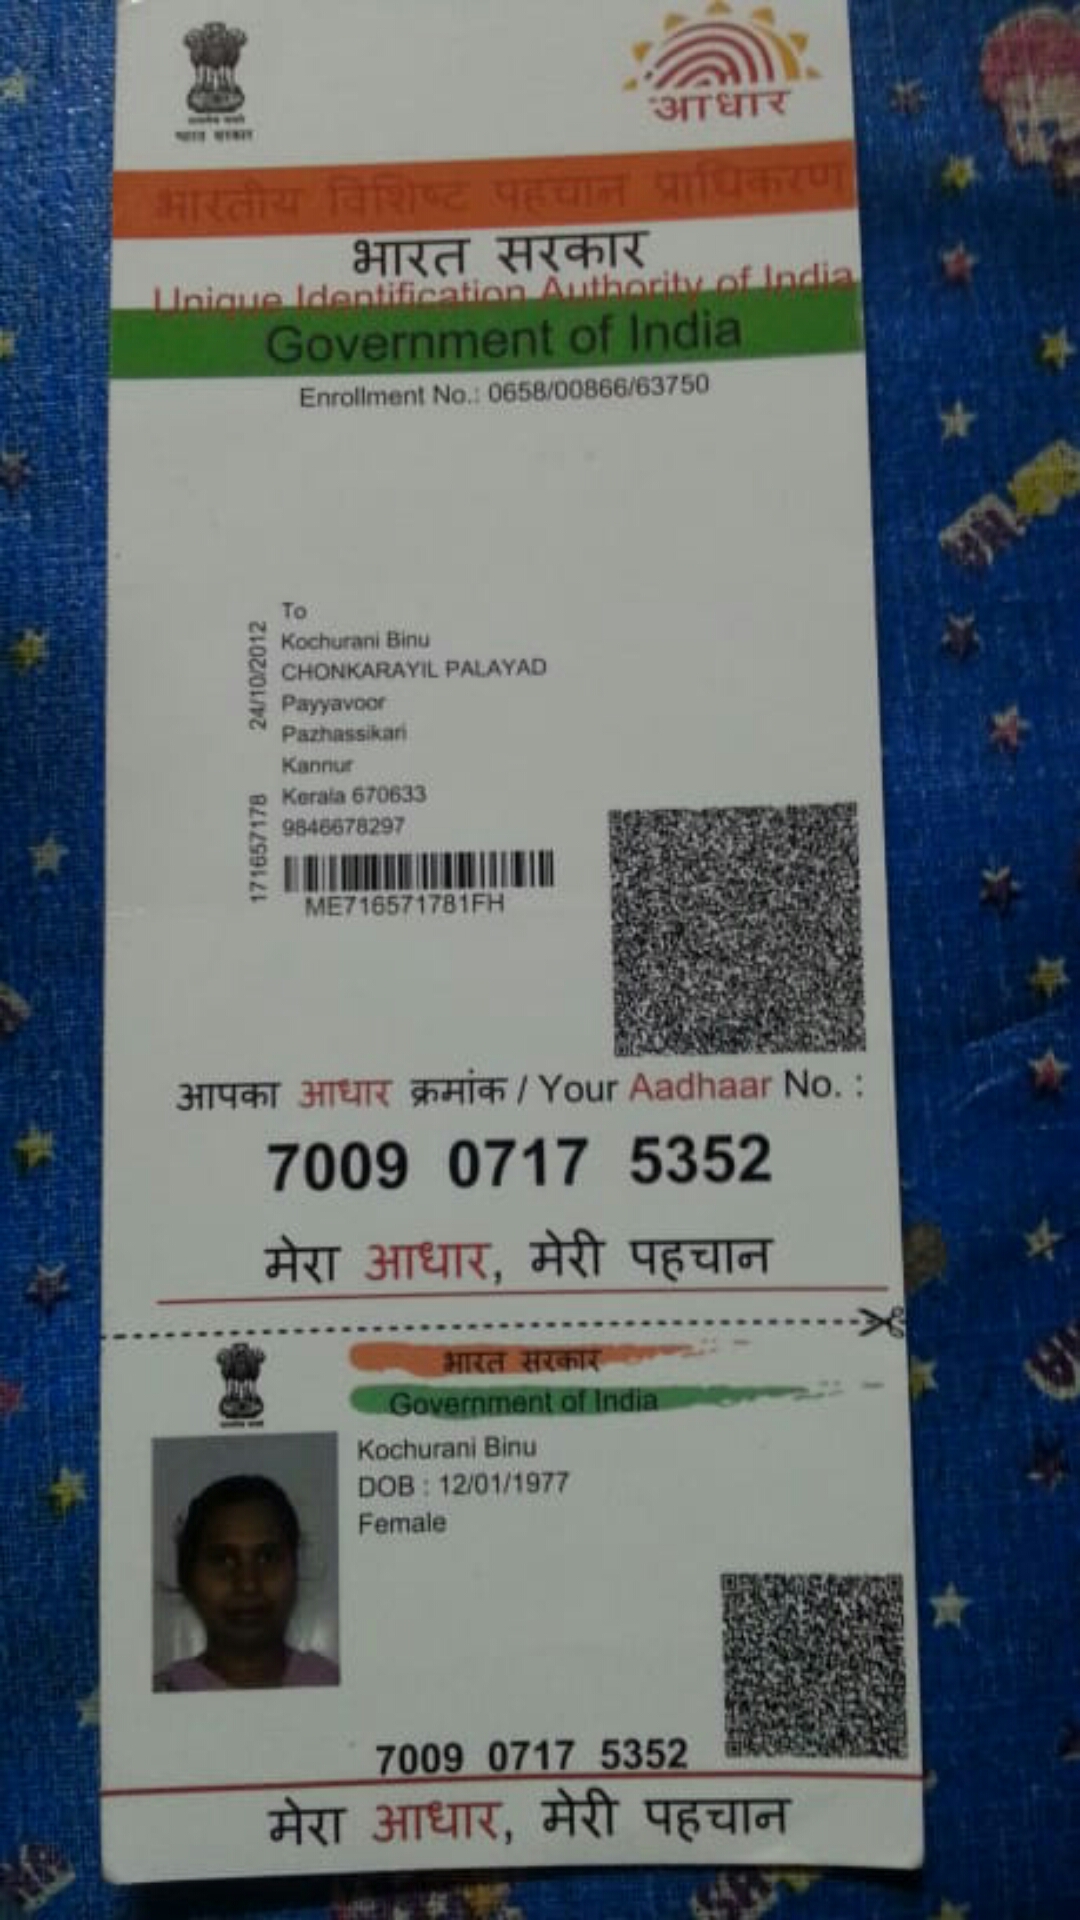 भारत सरकार
आधार
भारतीय विशिष्ट पहचान प्राधिकरण
भारत सरकार
Unique Identification Authority of India
Government of India
Enrollment No.: 0658/00866/63750
To
Kochurani Binu
CHONKARAYIL PALAYAD
Payyavoor
Pazhassikari
Kannur
Kerala 670633
9846678297
24/10/2012
171657178
ME716571781FH
आपका आधार क्रमांक / Your Aadhaar No. :
7009 0717 5352
मेरा आधार, मेरी पहचान
भारत सरकार
Government of India
Kochurani Binu
DOB : 12/01/1977
Female
7009 0717 5352
मेरा आधार, मेरी पहचान